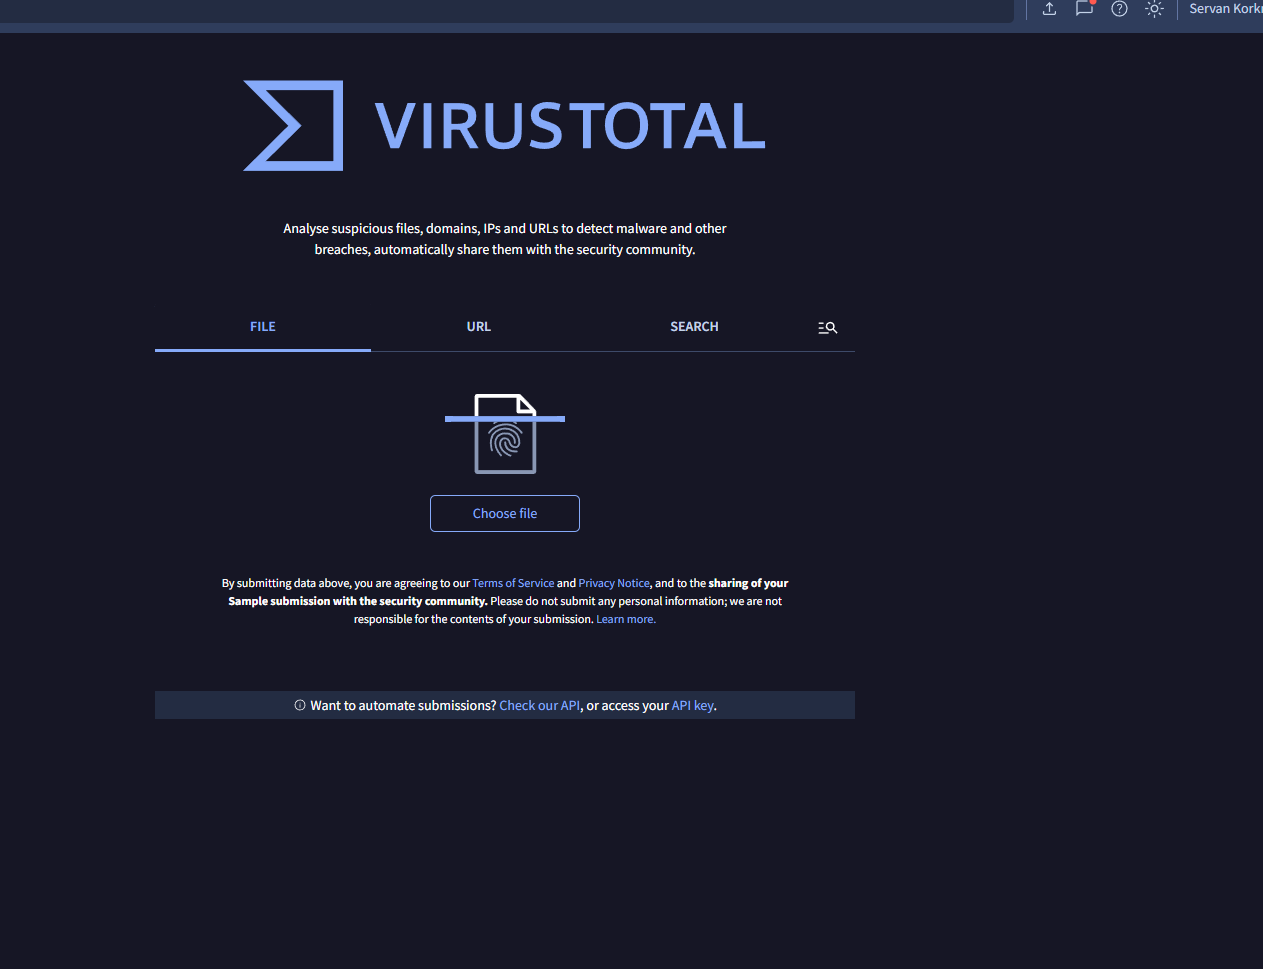 Servan
VIRUSTOTAL
Analyse suspicious files, domains, IPs and URLs to detect malware and other
breaches, automatically share them with the security community.
FILE URL SEARCH
Choose file
By submitting data above, you are agreeing to our Terms of Service and Privacy Notice, and to the sharing of your
Sample submission with the security community. Please do not submit any personal information; we are not
responsible for the contents of your submission. Learn more.
Want to automate submissions? Check our API, or access your API key.